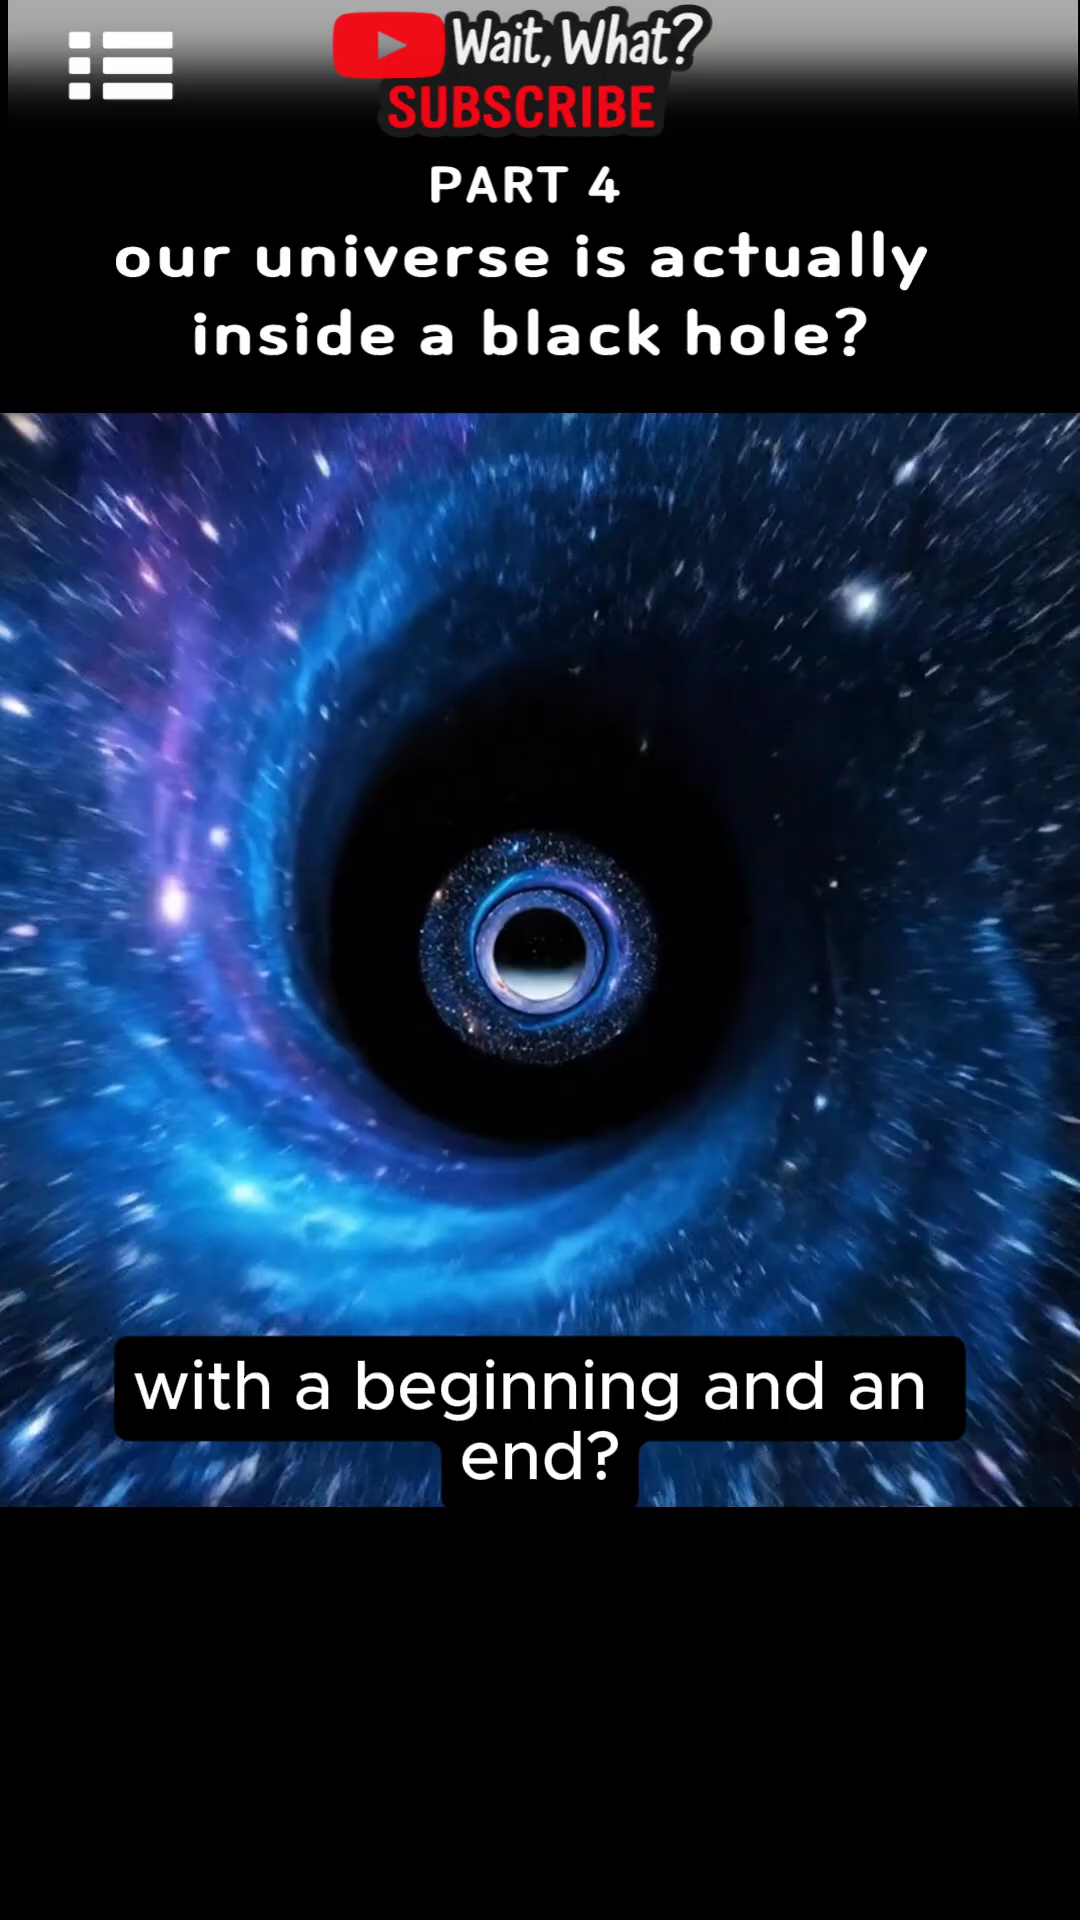 Wait, What?
SUBSCRIBE
PART 4
our universe is actually
inside a black hole?
with a beginning and an
end?